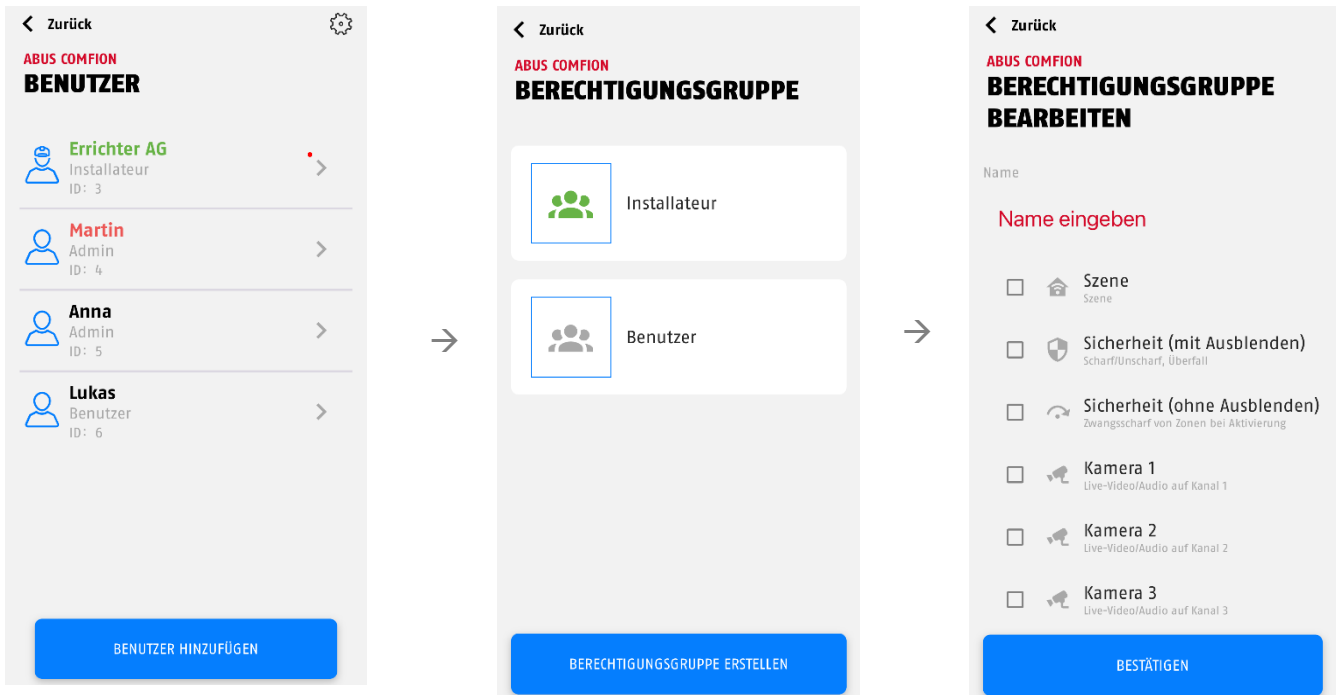 Zurück
ABUS COMFION
BENUTZER
Errichter AG
Installateur
ID: 3
Martin
Admin
ID: 4
Anna
Admin
ID: 5
Lukas
Benutzer
ID: 6
BENUTZER HINZUFÜGEN
Zurück
ABUS COMFION
BERECHTIGUNGSGRUPPE
Installateur
Benutzer
BERECHTIGUNGSGRUPPE ERSTELLEN
Zurück
ABUS COMFION
BERECHTIGUNGSGRUPPE
BEARBEITEN
Name
Name eingeben
Szene
Szene
Sicherheit (mit Ausblenden)
Scharf/Unscharf, Überfall
Sicherheit (ohne Ausblenden)
Zwangsscharf von Zonen bei Aktivierung
Kamera 1
Live-Video/Audio auf Kanal 1
Kamera 2
Live-Video/Audio auf Kanal 2
Kamera 3
Live-Video/Audio auf Kanal 3
BESTÄTIGEN